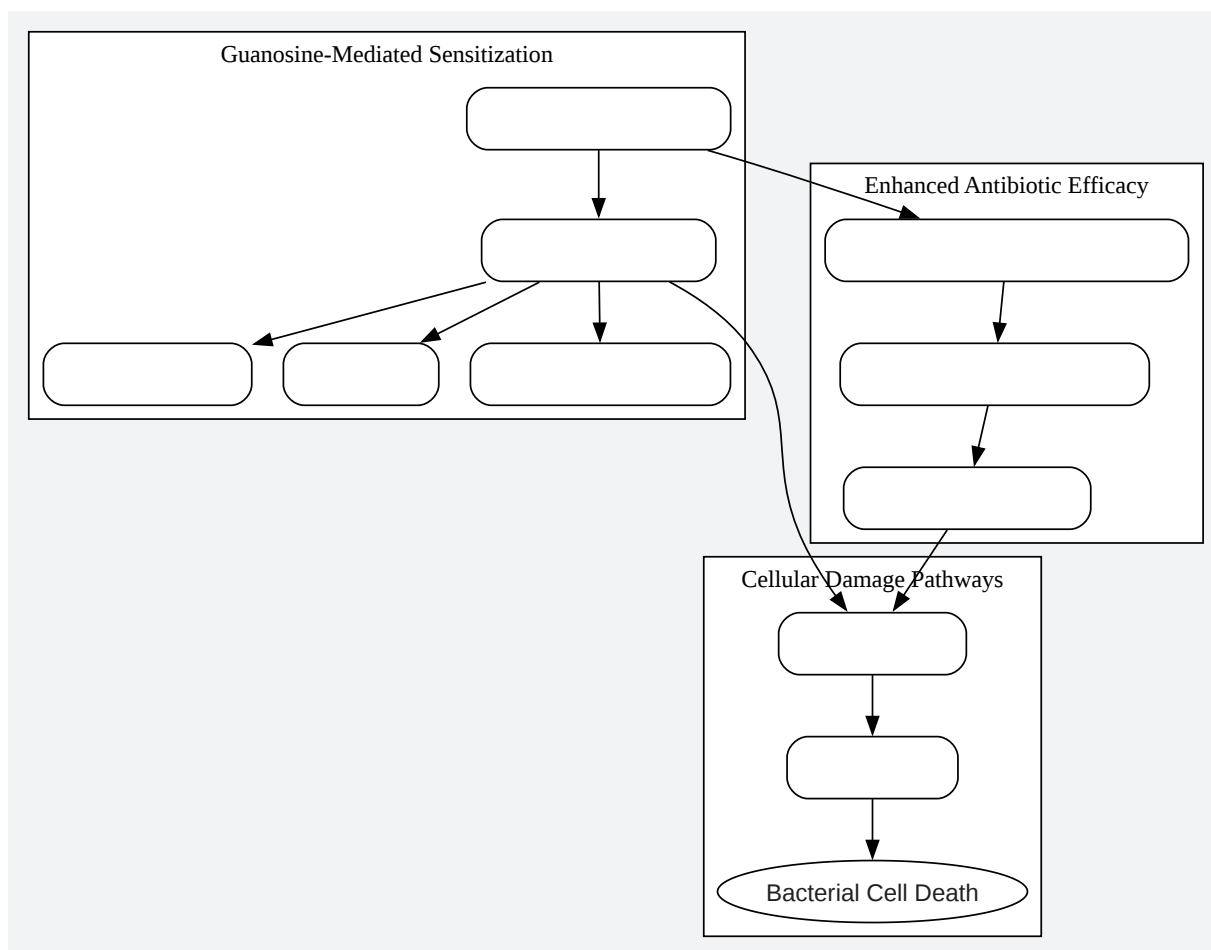 Guanosine-Mediated Sensitization
Enhanced Antibiotic Efficacy
Cellular Damage Pathways
Bacterial Cell Death